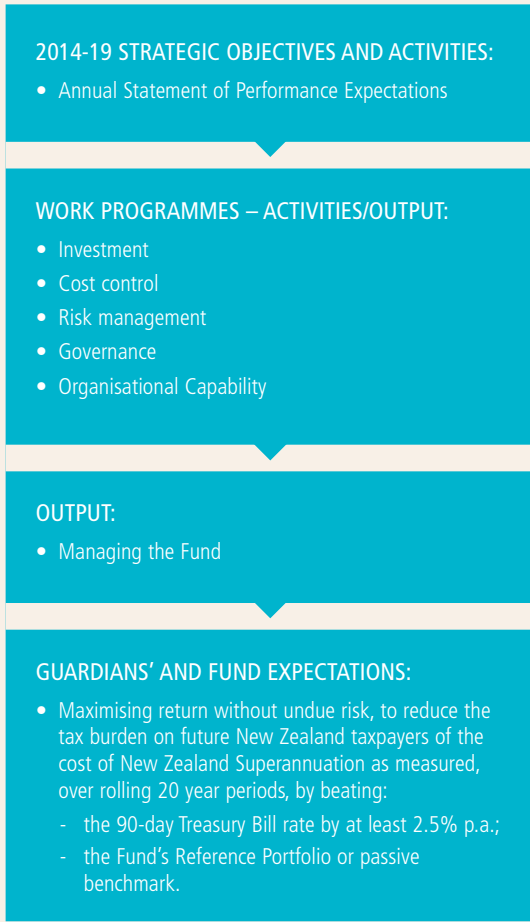 2014-19 STRATEGIC OBJECTIVES AND ACTIVITIES:
• Annual Statement of Performance Expectations
WORK PROGRAMMES – ACTIVITIES/OUTPUT:
• Investment
• Cost control
• Risk management
• Governance
• Organisational Capability
OUTPUT:
• Managing the Fund
GUARDIANS' AND FUND EXPECTATIONS:
• Maximising return without undue risk, to reduce the
tax burden on future New Zealand taxpayers of the
cost of New Zealand Superannuation as measured,
over rolling 20 year periods, by beating:
- the 90-day Treasury Bill rate by at least 2.5% p.a.;
- the Fund's Reference Portfolio or passive
benchmark.